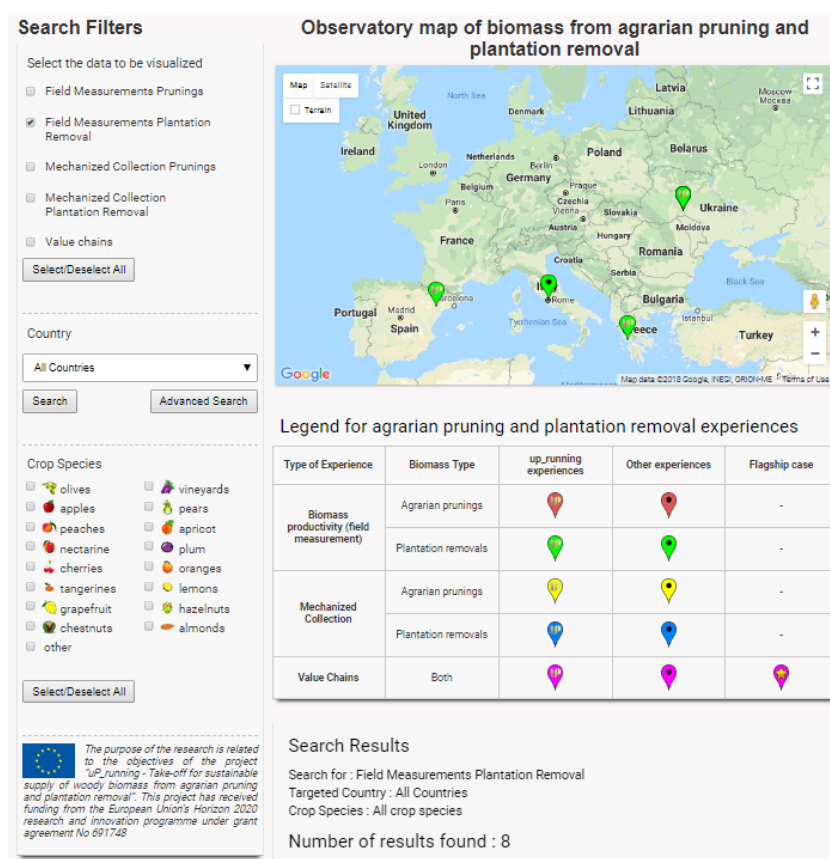 Search Filters
Select the data to be visualized
Field Measurements Prunings
Field Measurements Plantation
Removal
Mechanized Collection Prunings
Mechanized Collection
Plantation Removal
Value chains
Select/Deselect All
Country
All Countries
Search
Advanced Search
Crop Species
olives
vineyards
apples
pears
peaches
apricot
nectarine
plum
cherries
oranges
tangerines
lemons
grapefruit
hazelnuts
chestnuts
almonds
other
Select/Deselect All
The purpose of the research is related
to the objectives of the project
"uP_running - Take-off for sustainable
supply of woody biomass from agrarian pruning
and plantation removal". This project has received
funding from the European Union's Horizon 2020
research and innovation programme under grant
agreement No 691748
Observatory map of biomass from agrarian pruning and
plantation removal
Map
Satellite
Terrain
North Sea
Latvia
Moscow
Москва
Denmark
Lithuania
United
Kingdom
Ireland
Belarus
Netherlands
Berlin
Poland
London
Germany
Belgium
Prague
Paris
Czechia
Vienna
Slovakia
Ukraine
Austria
Moldova
France
Hungary
Croatia
Romania
Serbia
Black Sea
Rome
Bulgaria
Portugal
Madrid
Istanbul
Spain
Tyrrhenian Sea
Turkey
Google
Map data ©2018 Google, INEGI, ORION-ME
Terms of Use
Legend for agrarian pruning and plantation removal experiences
Type of Experience
Biomass Type
up_running
experiences
Other experiences
Flagship case
Biomass
productivity (field
measurement)
Agrarian prunings
-
Plantation removals
-
Mechanized
Collection
Agrarian prunings
-
Plantation removals
-
Value Chains
Both
Search Results
Search for : Field Measurements Plantation Removal
Targeted Country : All Countries
Crop Species : All crop species
Number of results found : 8